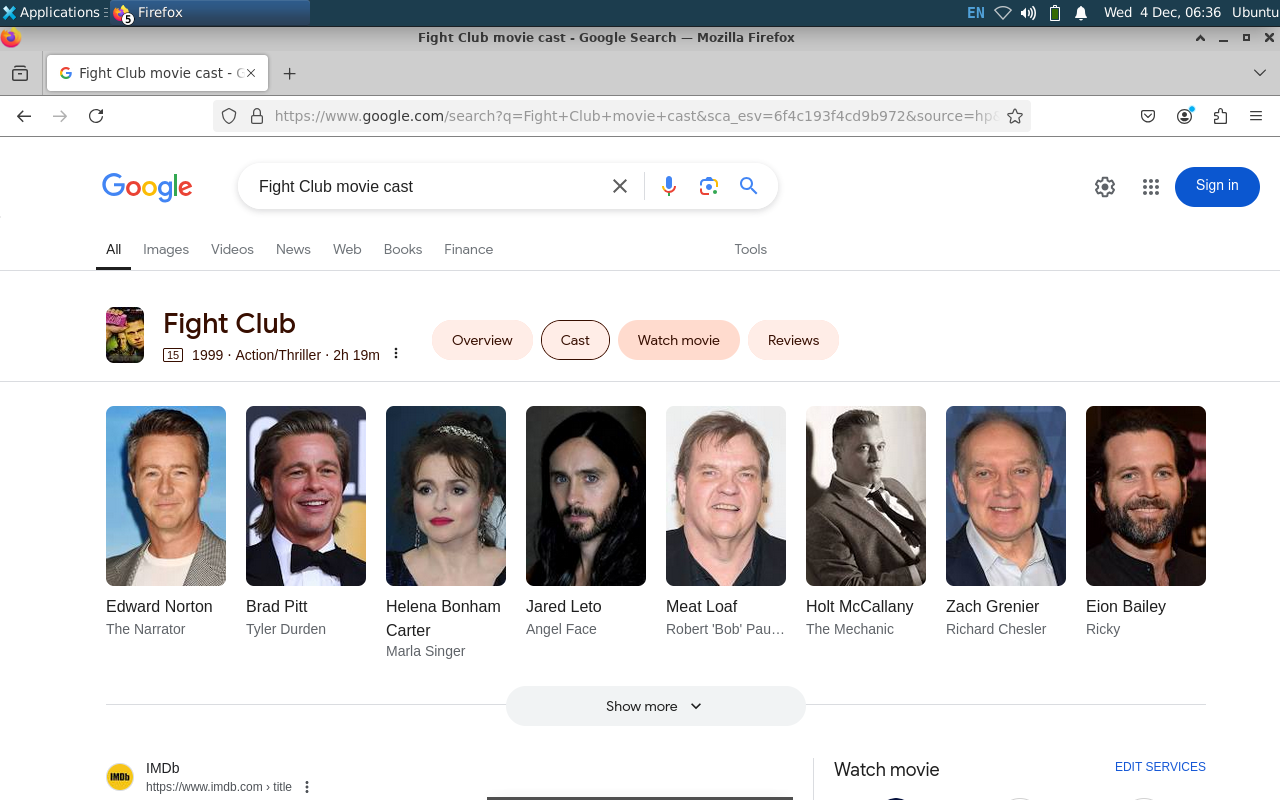 Applications
5
Firefox
EN
Wed 4 Dec, 06:36
Ubuntu
Fight Club movie cast - Google Search — Mozilla Firefox
Fight Club movie cast -
https://www.google.com/search?q=Fight+Club+movie+cast&sca_esv=6f4c193f4cd9b972&source=hp
Google
Fight Club movie cast
Sign in
All
Images
Videos
News
Web
Books
Finance
Tools
Fight Club
15 1999 · Action/Thriller · 2h 19m
Overview
Cast
Watch movie
Reviews
Edward Norton
The Narrator
Brad Pitt
Tyler Durden
Helena Bonham
Carter
Marla Singer
Jared Leto
Angel Face
Meat Loaf
Robert 'Bob' Pau...
Holt McCallany
The Mechanic
Zach Grenier
Richard Chesler
Eion Bailey
Ricky
Show more
IMDb
IMDb
https://www.imdb.com › title
Watch movie
EDIT SERVICES